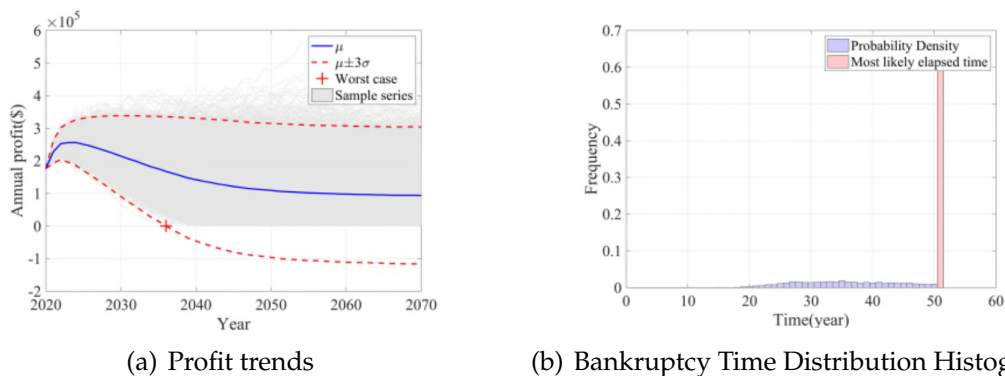 ×10⁵
6
5
4
3
2
1
0
-1
-2
Annual profit($)
μ
μ±3σ
Worst case
Sample series
2020 2030 2040 2050 2060 2070
Year
(a) Profit trends
0.7
0.6
0.5
0.4
0.3
0.2
0.1
0
Frequency
Probability Density
Most likely elapsed time
0 10 20 30 40 50 60
Time(year)
(b) Bankruptcy Time Distribution Histog